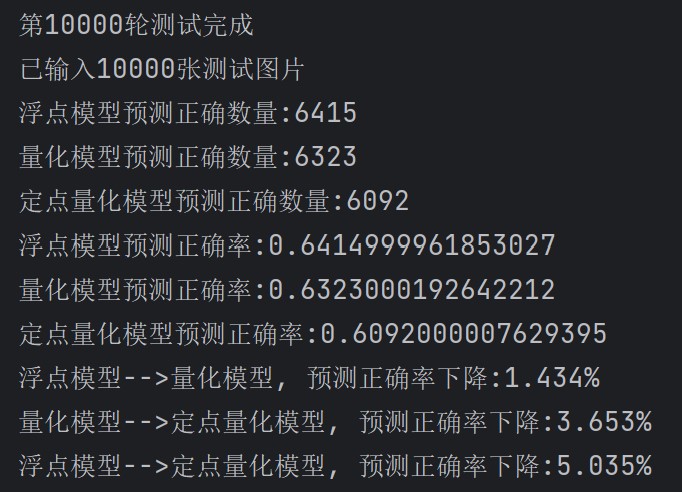 第10000轮测试完成
已输入10000张测试图片
浮点模型预测正确数量:6415
量化模型预测正确数量:6323
定点量化模型预测正确数量:6092
浮点模型预测正确率:0.6414999961853027
量化模型预测正确率:0.6323000192642212
定点量化模型预测正确率:0.6092000007629395
浮点模型-->量化模型, 预测正确率下降:1.434%
量化模型-->定点量化模型, 预测正确率下降:3.653%
浮点模型-->定点量化模型, 预测正确率下降:5.035%